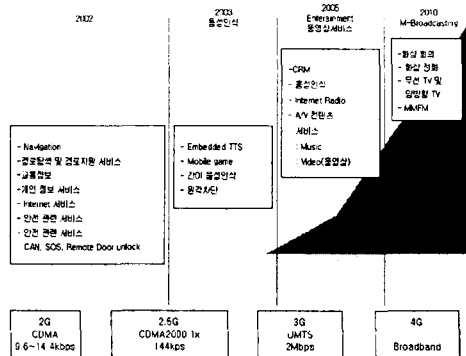 2002
2003
음성인식
2005
Enterainment
동영상서비스
2010
M-Broadcasting
- Navigation
-경로탐색 및 경로지원 서비스
-교통정보
-개인 정보 서비스
- Internet 서비스
- 안전 관련 서비스
- 안전 관련 서비스
CAN, SOS, Remote Door unlock
- Embedded TTS
- Mobile game
- 간이 음성인식
- 원격차단
-CRM
- 음성인식
- Internet Radio
- A/V 컨텐츠
서비스
: Music
: Video(동영상)
-화상 회의
- 화상 전화
- 무선 TV 및
양방향 TV
- MMFM
2G
CDMA
9.6~14.4kbps
2.5G
CDMA2000 1x
144kps
3G
UMTS
2Mbps
4G
Broadband